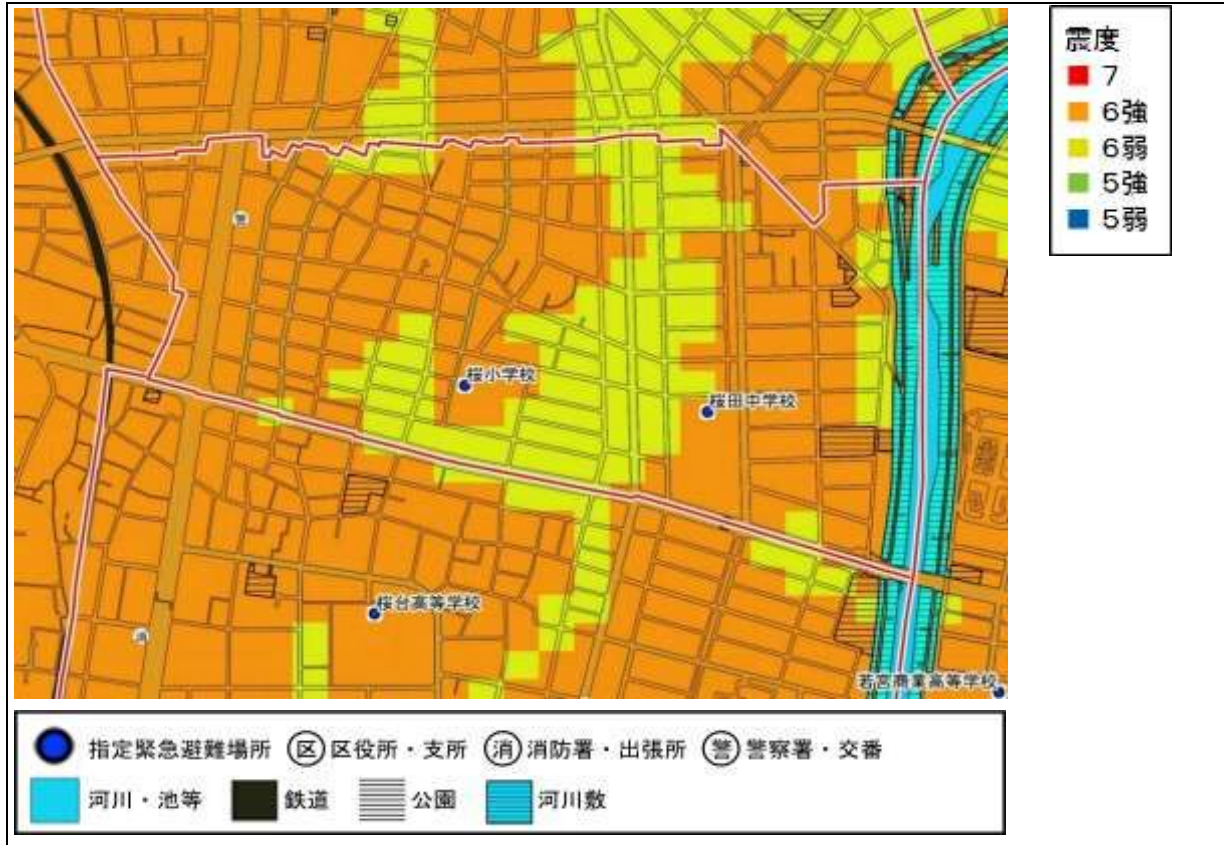 震度
7
6強
6弱
5強
5弱
警
桜小学校
桜田中学校
桜台高等学校
消
若宮商業高等学校
指定緊急避難場所 区 区役所・支所 消 消防署・出張所 警 警察署・交番
河川・池等 鉄道 公園 河川敷